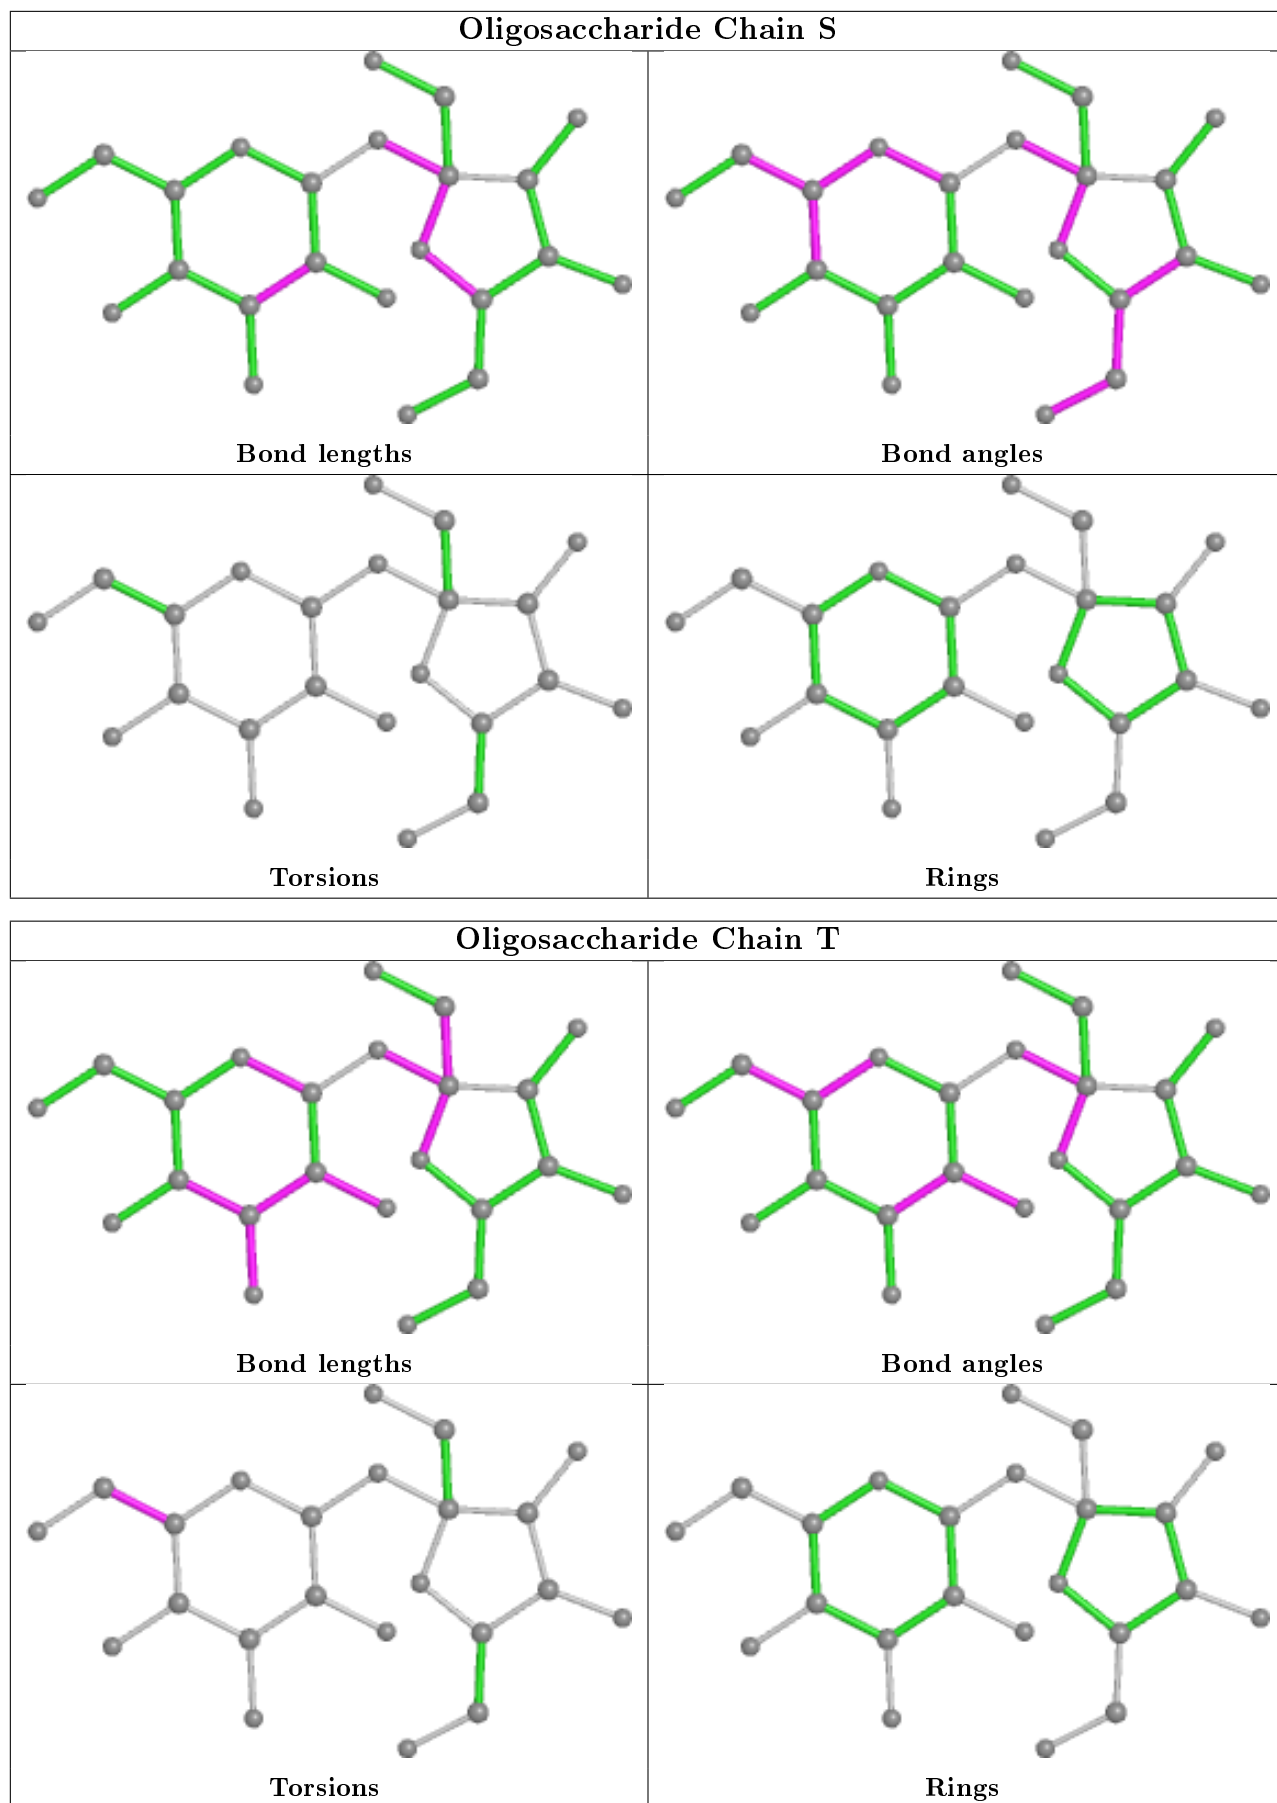 Oligosaccharide Chain S
Bond lengths
Bond angles
Torsions
Rings
Oligosaccharide Chain T
Bond lengths
Bond angles
Torsions
Rings